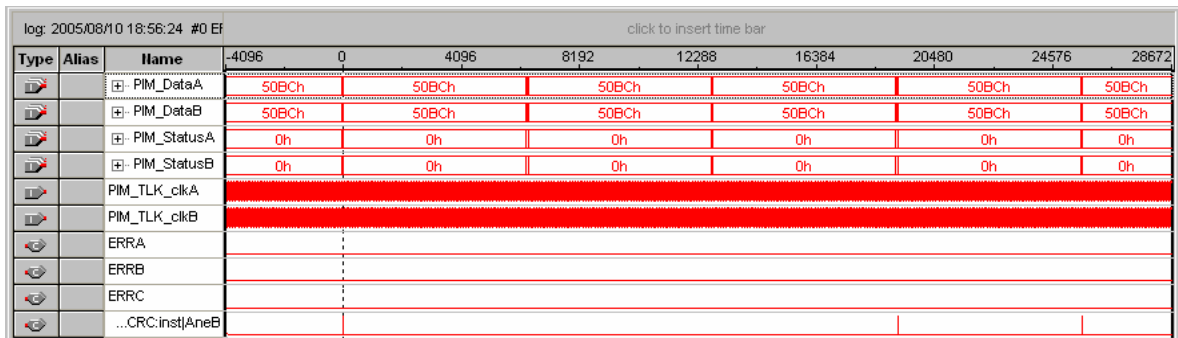 log: 2005/08/10 18:56:24 #0 click to insert time bar
Type Alias Name -4096 0 4096 8192 12288 16384 20480 24576 28672
PIM_DataA 50BCh 50BCh 50BCh 50BCh 50BCh 50BCh
PIM_DataB 50BCh 50BCh 50BCh 50BCh 50BCh 50BCh
PIM_StatusA 0h 0h 0h 0h 0h 0h
PIM_StatusB 0h 0h 0h 0h 0h 0h
PIM_TLK_clkA
PIM_TLK_clkB
ERRA
ERRB
ERRC
...CRC:inst|AneB